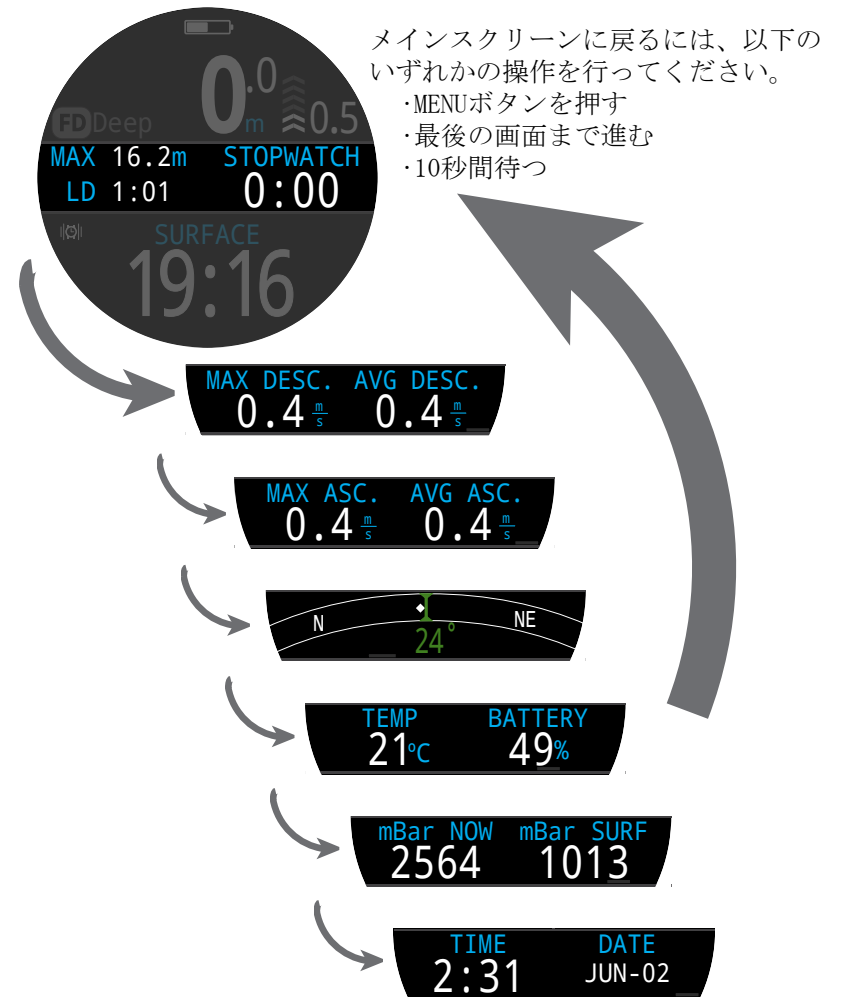 メインスクリーンに戻るには、以下の
いずれかの操作を行ってください。
·MENUボタンを押す
·最後の画面まで進む
·10秒間待つ
0.0
m
0.5
FD Deep
MAX 16.2m STOPWATCH
LD 1:01 0:00
SURFACE
19:16
MAX DESC. AVG DESC.
0.4 m/s 0.4 m/s
MAX ASC. AVG ASC.
0.4 m/s 0.4 m/s
N NE
24°
TEMP BATTERY
21°C 49%
mBar NOW mBar SURF
2564 1013
TIME DATE
2:31 JUN-02